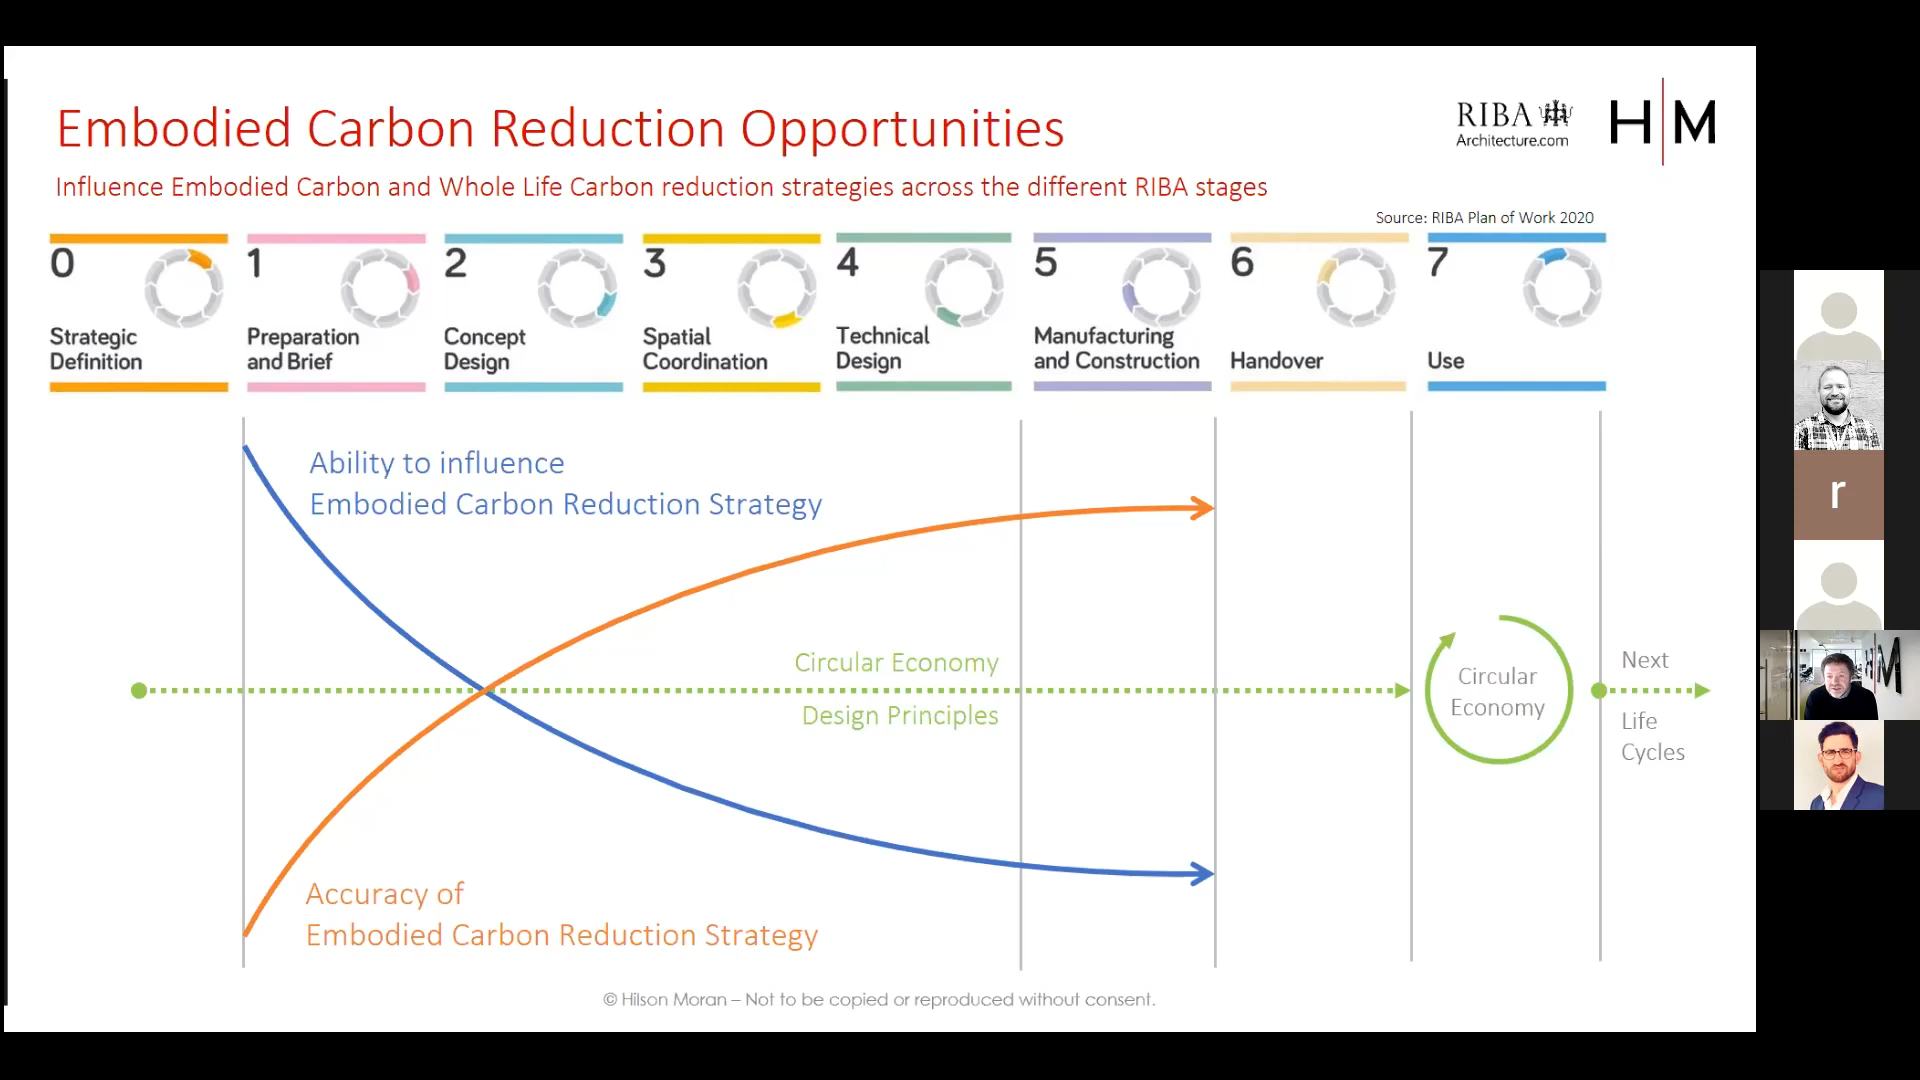 Embodied Carbon Reduction Opportunities
RIBA
Architecture.com
H M
Influence Embodied Carbon and Whole Life Carbon reduction strategies across the different RIBA stages
Source: RIBA Plan of Work 2020
0
Strategic
Definition
1
Preparation
and Brief
2
Concept
Design
3
Spatial
Coordination
4
Technical
Design
5
Manufacturing
and Construction
6
Handover
7
Use
Ability to influence
Embodied Carbon Reduction Strategy
Circular Economy
Design Principles
Circular
Economy
Next
Life
Cycles
Accuracy of
Embodied Carbon Reduction Strategy
© Hilson Moran – Not to be copied or reproduced without consent.
r
M